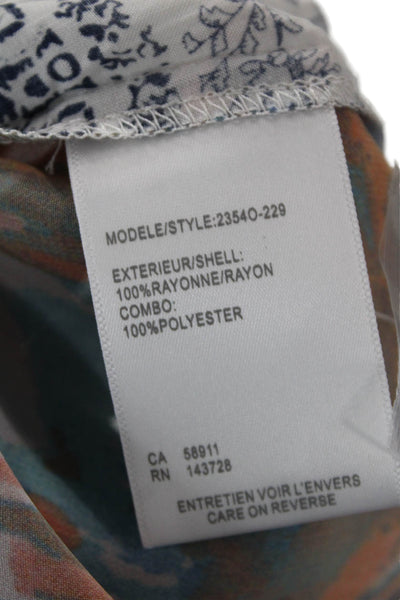 MODELE/STYLE:2354O-229
EXTERIEUR/SHELL:
100%RAYONNE/RAYON
COMBO:
100%POLYESTER
CA 58911
RN 143728
ENTRETIEN VOIR L'ENVERS
CARE ON REVERSE